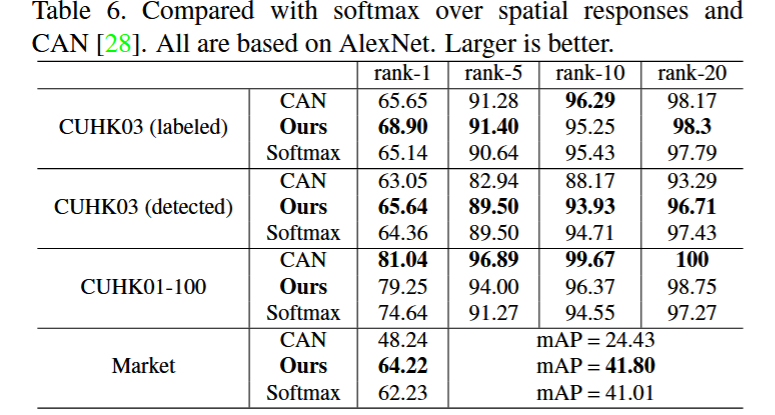 Table 6. Compared with softmax over spatial responses and
CAN [28]. All are based on AlexNet. Larger is better.
rank-1 rank-5 rank-10 rank-20
CAN 65.65 91.28 96.29 98.17
CUHK03 (labeled) Ours 68.90 91.40 95.25 98.3
Softmax 65.14 90.64 95.43 97.79
CAN 63.05 82.94 88.17 93.29
CUHK03 (detected) Ours 65.64 89.50 93.93 96.71
Softmax 64.36 89.50 94.71 97.43
CAN 81.04 96.89 99.67 100
CUHK01-100 Ours 79.25 94.00 96.37 98.75
Softmax 74.64 91.27 94.55 97.27
CAN 48.24 mAP = 24.43
Market Ours 64.22 mAP = 41.80
Softmax 62.23 mAP = 41.01